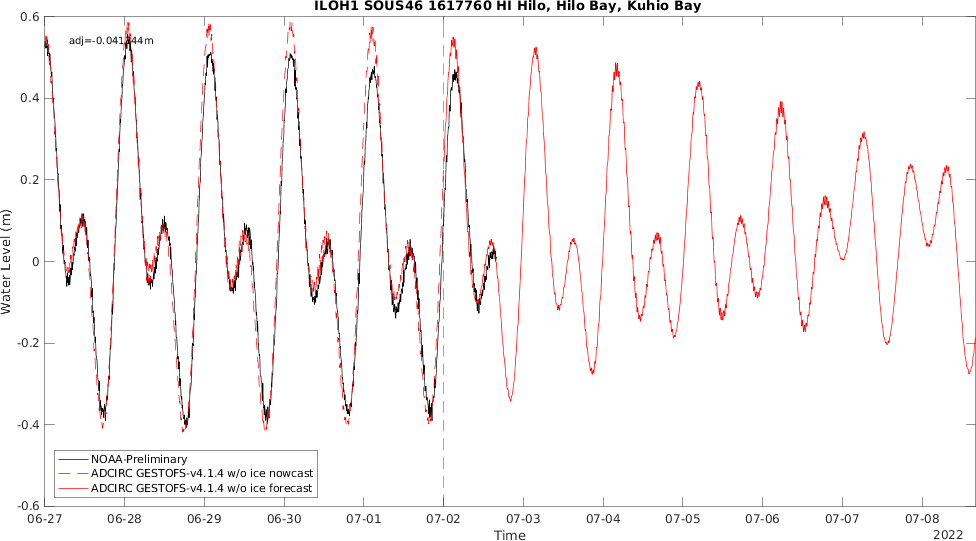 ILOH1 SOUS46 1617760 HI Hilo, Hilo Bay, Kuhio Bay
0.6
adj=-0.041
44m
0.4
0.2
0
-0.2
-0.4
-0.6
Water Level (m)
NOAA-Preliminary
ADCIRC GESTOFS-v4.1.4 w/o ice nowcast
ADCIRC GESTOFS-v4.1.4 w/o ice forecast
06-27 06-28 06-29 06-30 07-01 07-02 07-03 07-04 07-05 07-06 07-07 07-08
Time
2022